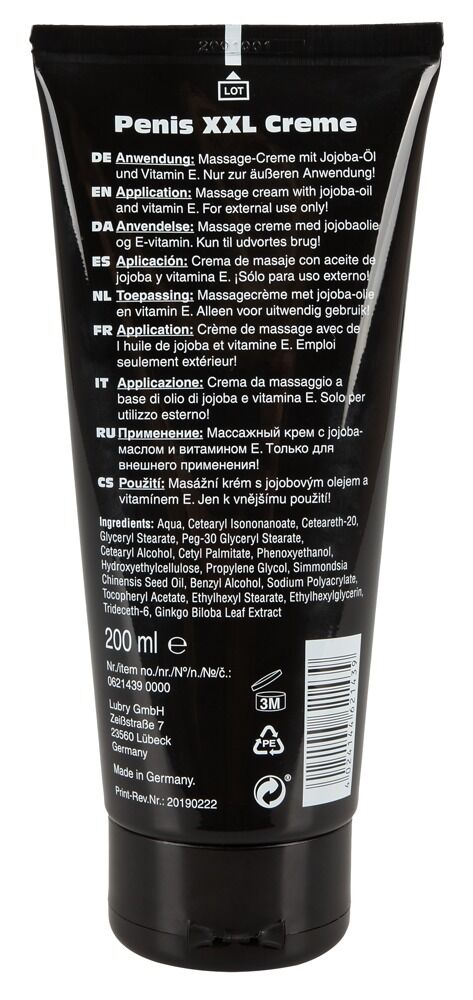 2001001
LOT
Penis XXL Creme
DE Anwendung: Massage-Creme mit Jojoba-Öl
und Vitamin E. Nur zur äußeren Anwendung!
EN Application: Massage cream with jojoba-oil
and vitamin E. For external use only!
DA Anvendelse: Massage creme med jojobaolie
og E-vitamin. Kun til udvortes brug!
ES Aplicación: Crema de masaje con aceite de
jojoba y vitamina E. ¡Sólo para uso externo!
NL Toepassing: Massagecrème met jojoba-olie
en vitamin E. Alleen voor uitwendig gebruik!
FR Application: Crème de massage avec de
l huile de jojoba et vitamine E. Emploi
seulement extérieur!
IT Applicazione: Crema da massaggio a
base di olio di jojoba e vitamina E. Solo per
utilizzo esterno!
RU Применение: Массажный крем с jojoba-
маслом и витамином Е. Только для
внешнего применения!
CS Použití: Masážní krém s jojobovým olejem a
vitamínem E. Jen k vnějšímu použití!
Ingredients: Aqua, Cetearyl Isononanoate, Ceteareth-20,
Glyceryl Stearate, Peg-30 Glyceryl Stearate,
Cetearyl Alcohol, Cetyl Palmitate, Phenoxyethanol,
Hydroxyethylcellulose, Propylene Glycol, Simmondsia
Chinensis Seed Oil, Benzyl Alcohol, Sodium Polyacrylate,
Tocopheryl Acetate, Ethylhexyl Stearate, Ethylhexylglycerin,
Trideceth-6, Ginkgo Biloba Leaf Extract
200 ml ℮
Nr./item no./nr./N°/n./№/č.:
0621439 0000
Lubry GmbH
Zeißstraße 7
23560 Lübeck
Germany
Made in Germany.
Print-Rev.Nr.: 20190222
3M
PE
®
4 024144 621439